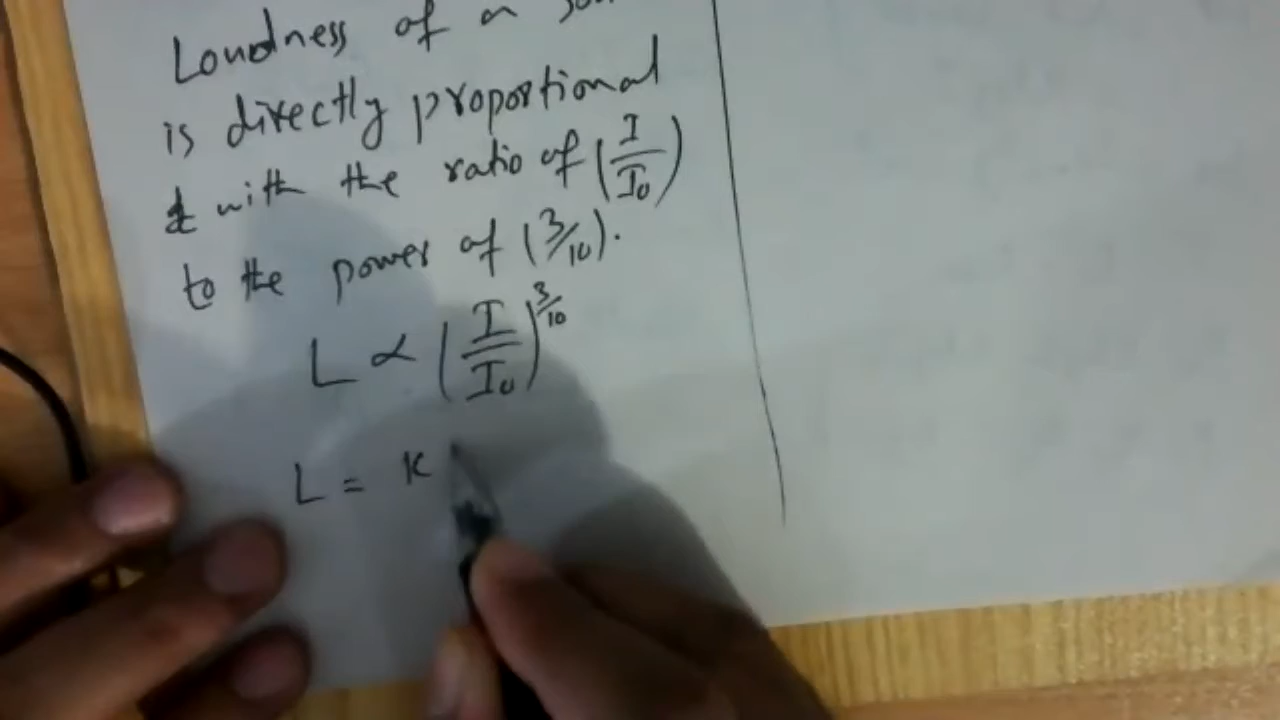 Loudness of a
is directly proportional
with the ratio of (I/I₀)
to the power of (3/10).
L ∝ (I/I₀)^3/10
L = K